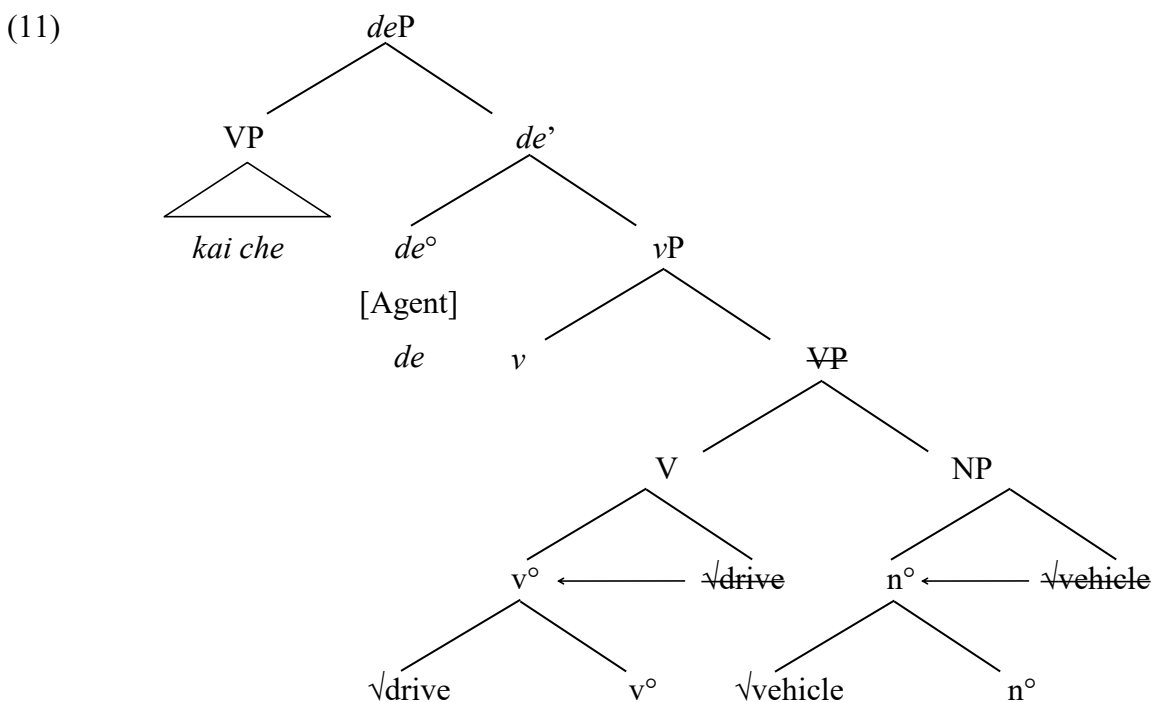 (11) deP
VP de’
kai che de° vP
[Agent]
de v VP
V NP
v° √drive n° √vehicle
√drive v° √vehicle n°